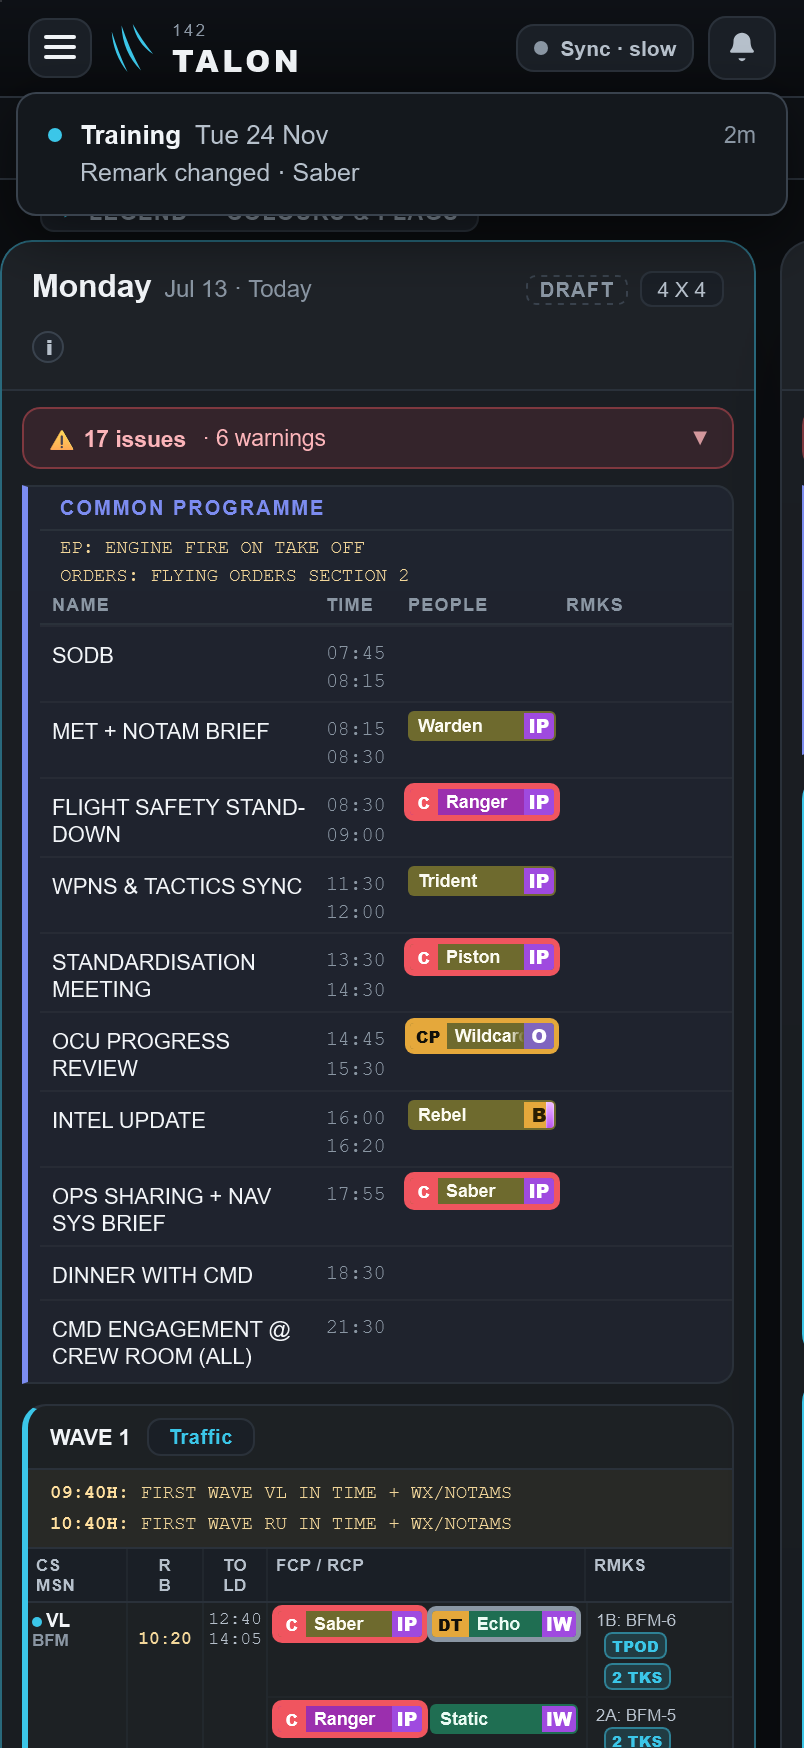 142
TALON
Sync · slow
Training Tue 24 Nov 2m
Remark changed · Saber
LEGEND COLOURS & FLAGS
Monday Jul 13 · Today DRAFT 4 X 4
i
17 issues · 6 warnings ▼
COMMON PROGRAMME
EP: ENGINE FIRE ON TAKE OFF
ORDERS: FLYING ORDERS SECTION 2
NAME TIME PEOPLE RMKS
SODB 07:45
08:15
MET + NOTAM BRIEF 08:15 Warden IP
08:30
FLIGHT SAFETY STAND- 08:30 C Ranger IP
DOWN 09:00
WPNS & TACTICS SYNC 11:30 Trident IP
12:00
STANDARDISATION 13:30 C Piston IP
MEETING 14:30
OCU PROGRESS 14:45 CP Wildcar O
REVIEW 15:30
INTEL UPDATE 16:00 Rebel B
16:20
OPS SHARING + NAV 17:55 C Saber IP
SYS BRIEF
DINNER WITH CMD 18:30
CMD ENGAGEMENT @ 21:30
CREW ROOM (ALL)
WAVE 1 Traffic
09:40H: FIRST WAVE VL IN TIME + WX/NOTAMS
10:40H: FIRST WAVE RU IN TIME + WX/NOTAMS
CS R TO FCP / RCP RMKS
MSN B LD
VL 12:40 C Saber IP DT Echo IW 1B: BFM-6
BFM 10:20 14:05 TPOD
2 TKS
C Ranger IP Static IW 2A: BFM-5
2 TKS